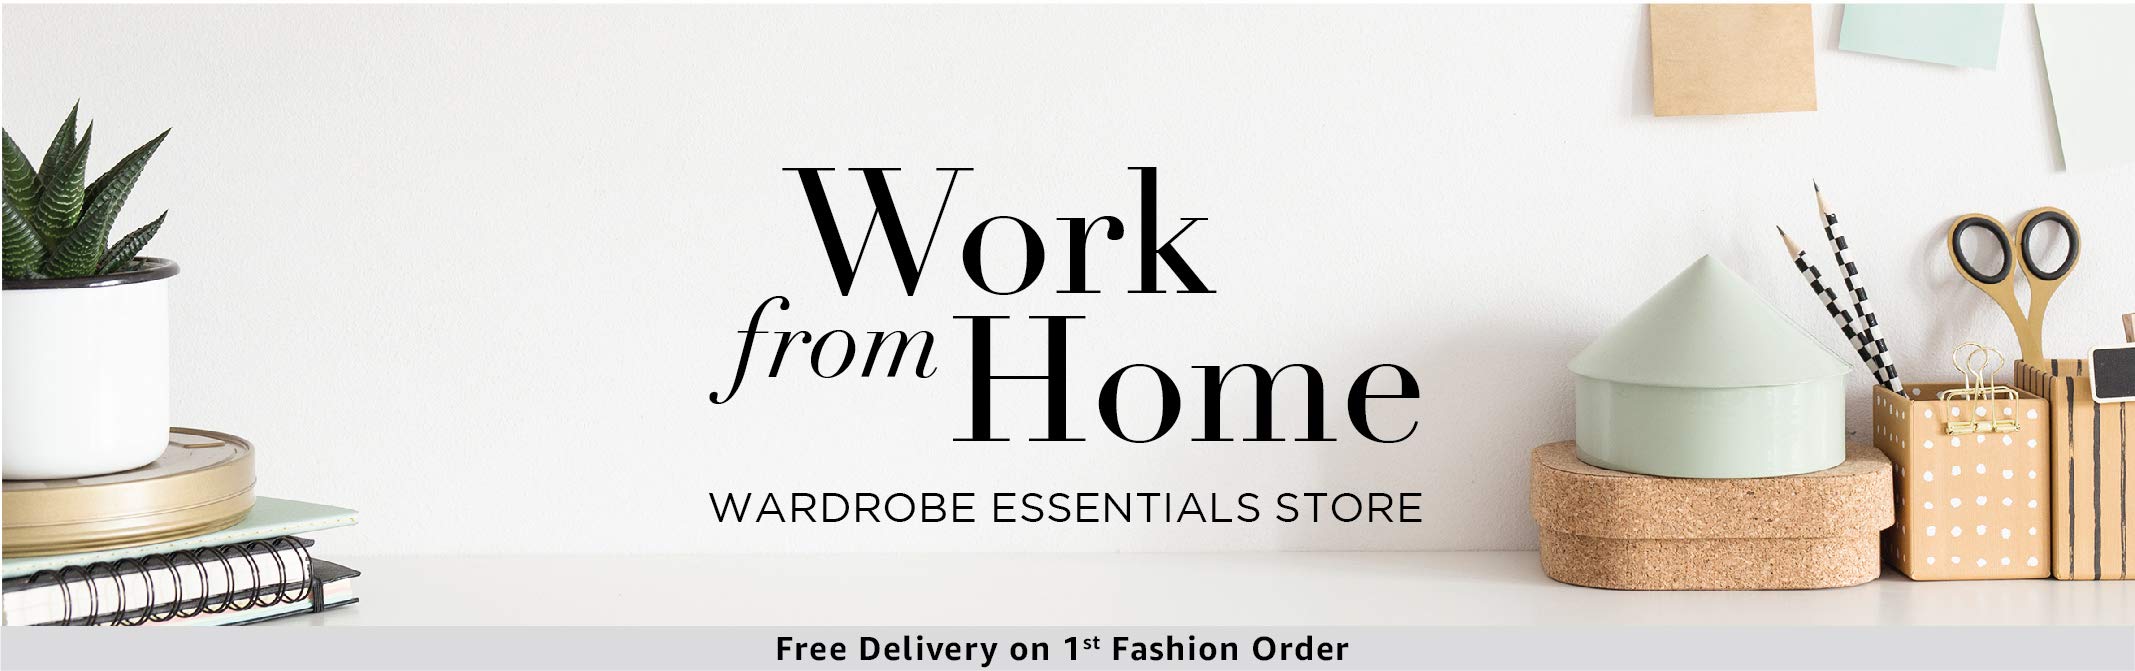 Work
from Home
WARDROBE ESSENTIALS STORE
Free Delivery on 1st Fashion Order